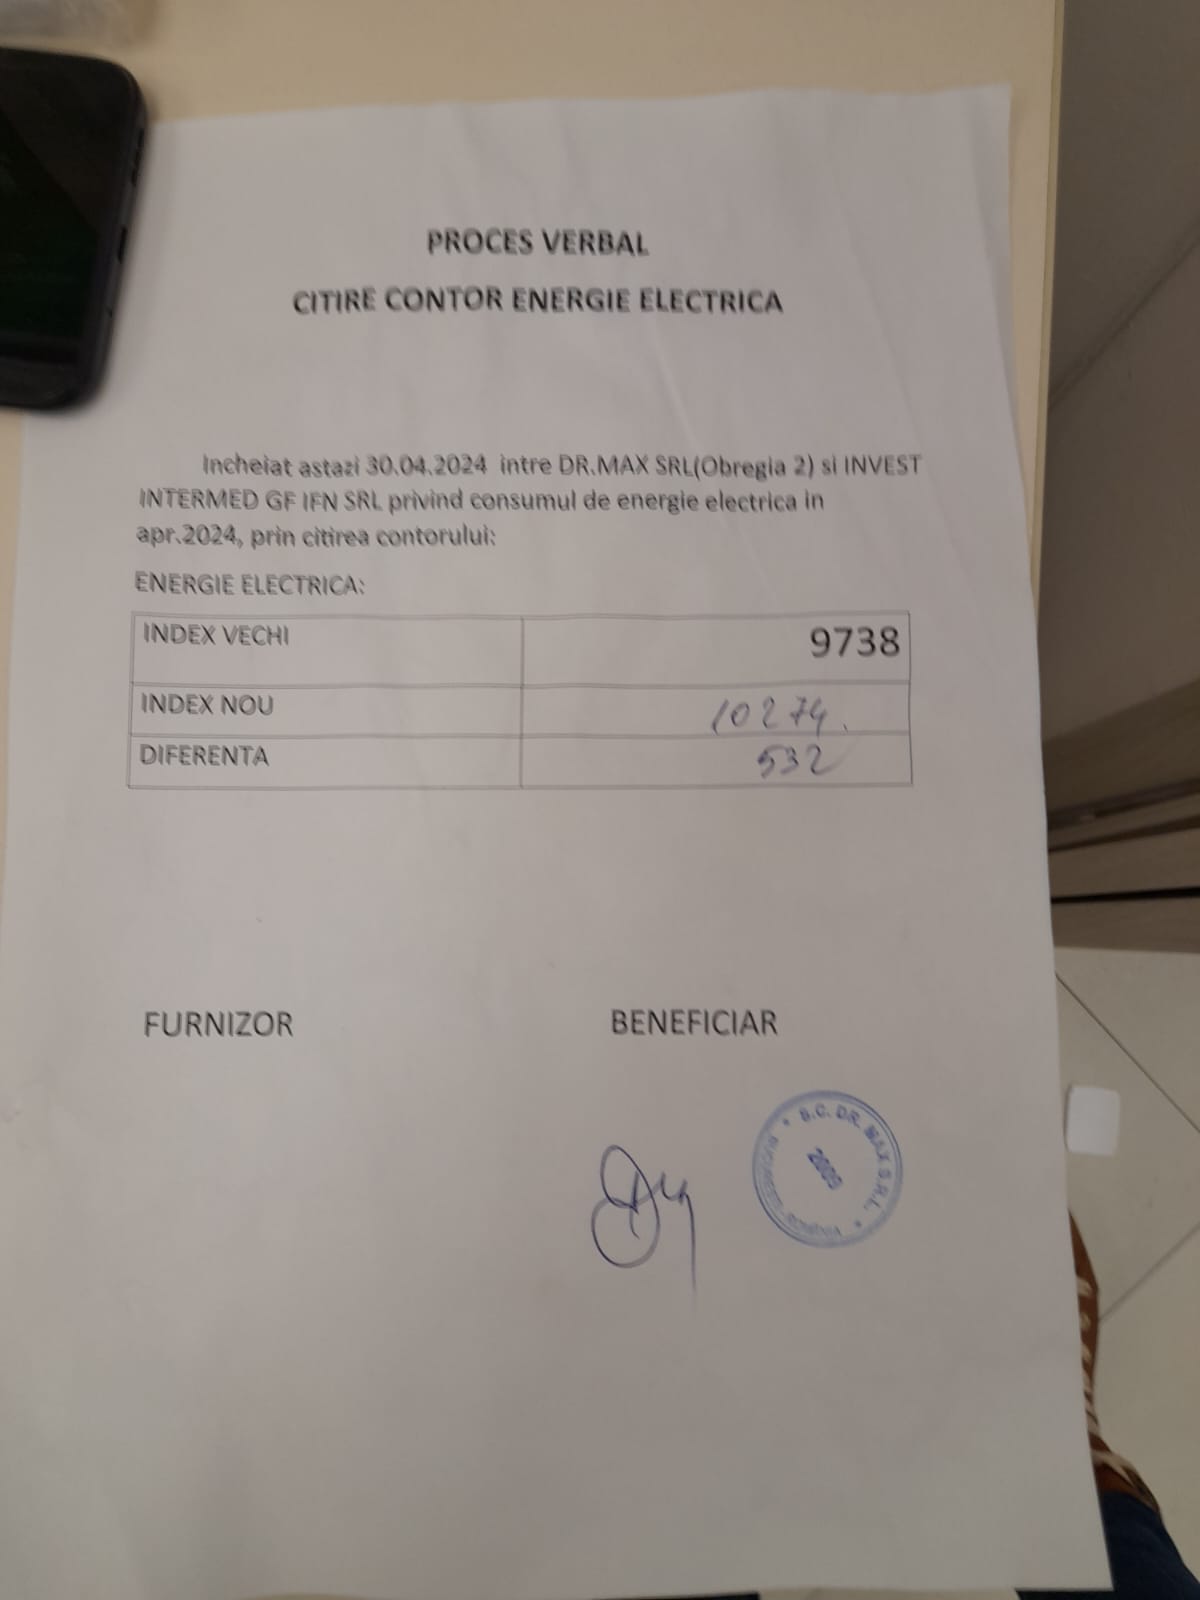 PROCES VERBAL
CITIRE CONTOR ENERGIE ELECTRICA
Incheiat astazi 30.04.2024 intre DR.MAX SRL(Obregia 2) si INVEST
INTERMED GF IFN SRL privind consumul de energie electrica in
apr.2024, prin citirea contorului:
ENERGIE ELECTRICA:
INDEX VECHI 9738
INDEX NOU 10274.
DIFERENTA 532
FURNIZOR BENEFICIAR
S.C. DR. MAX S.R.L.